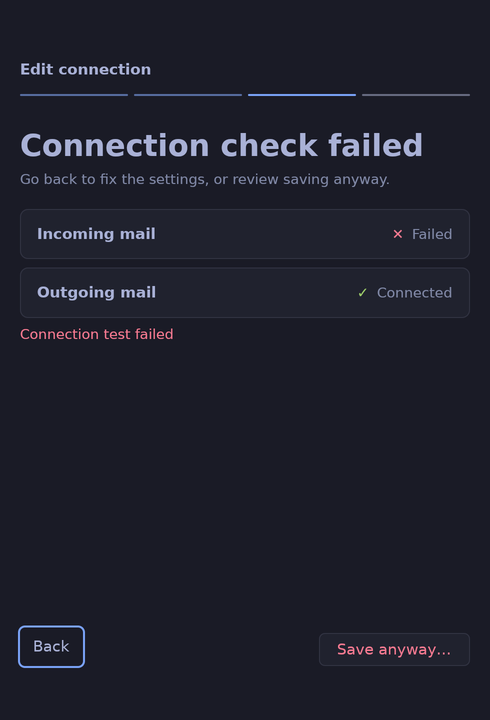 Edit connection
Connection check failed
Go back to fix the settings, or review saving anyway.
Incoming mail ✕ Failed
Outgoing mail ✓ Connected
Connection test failed
Back Save anyway…